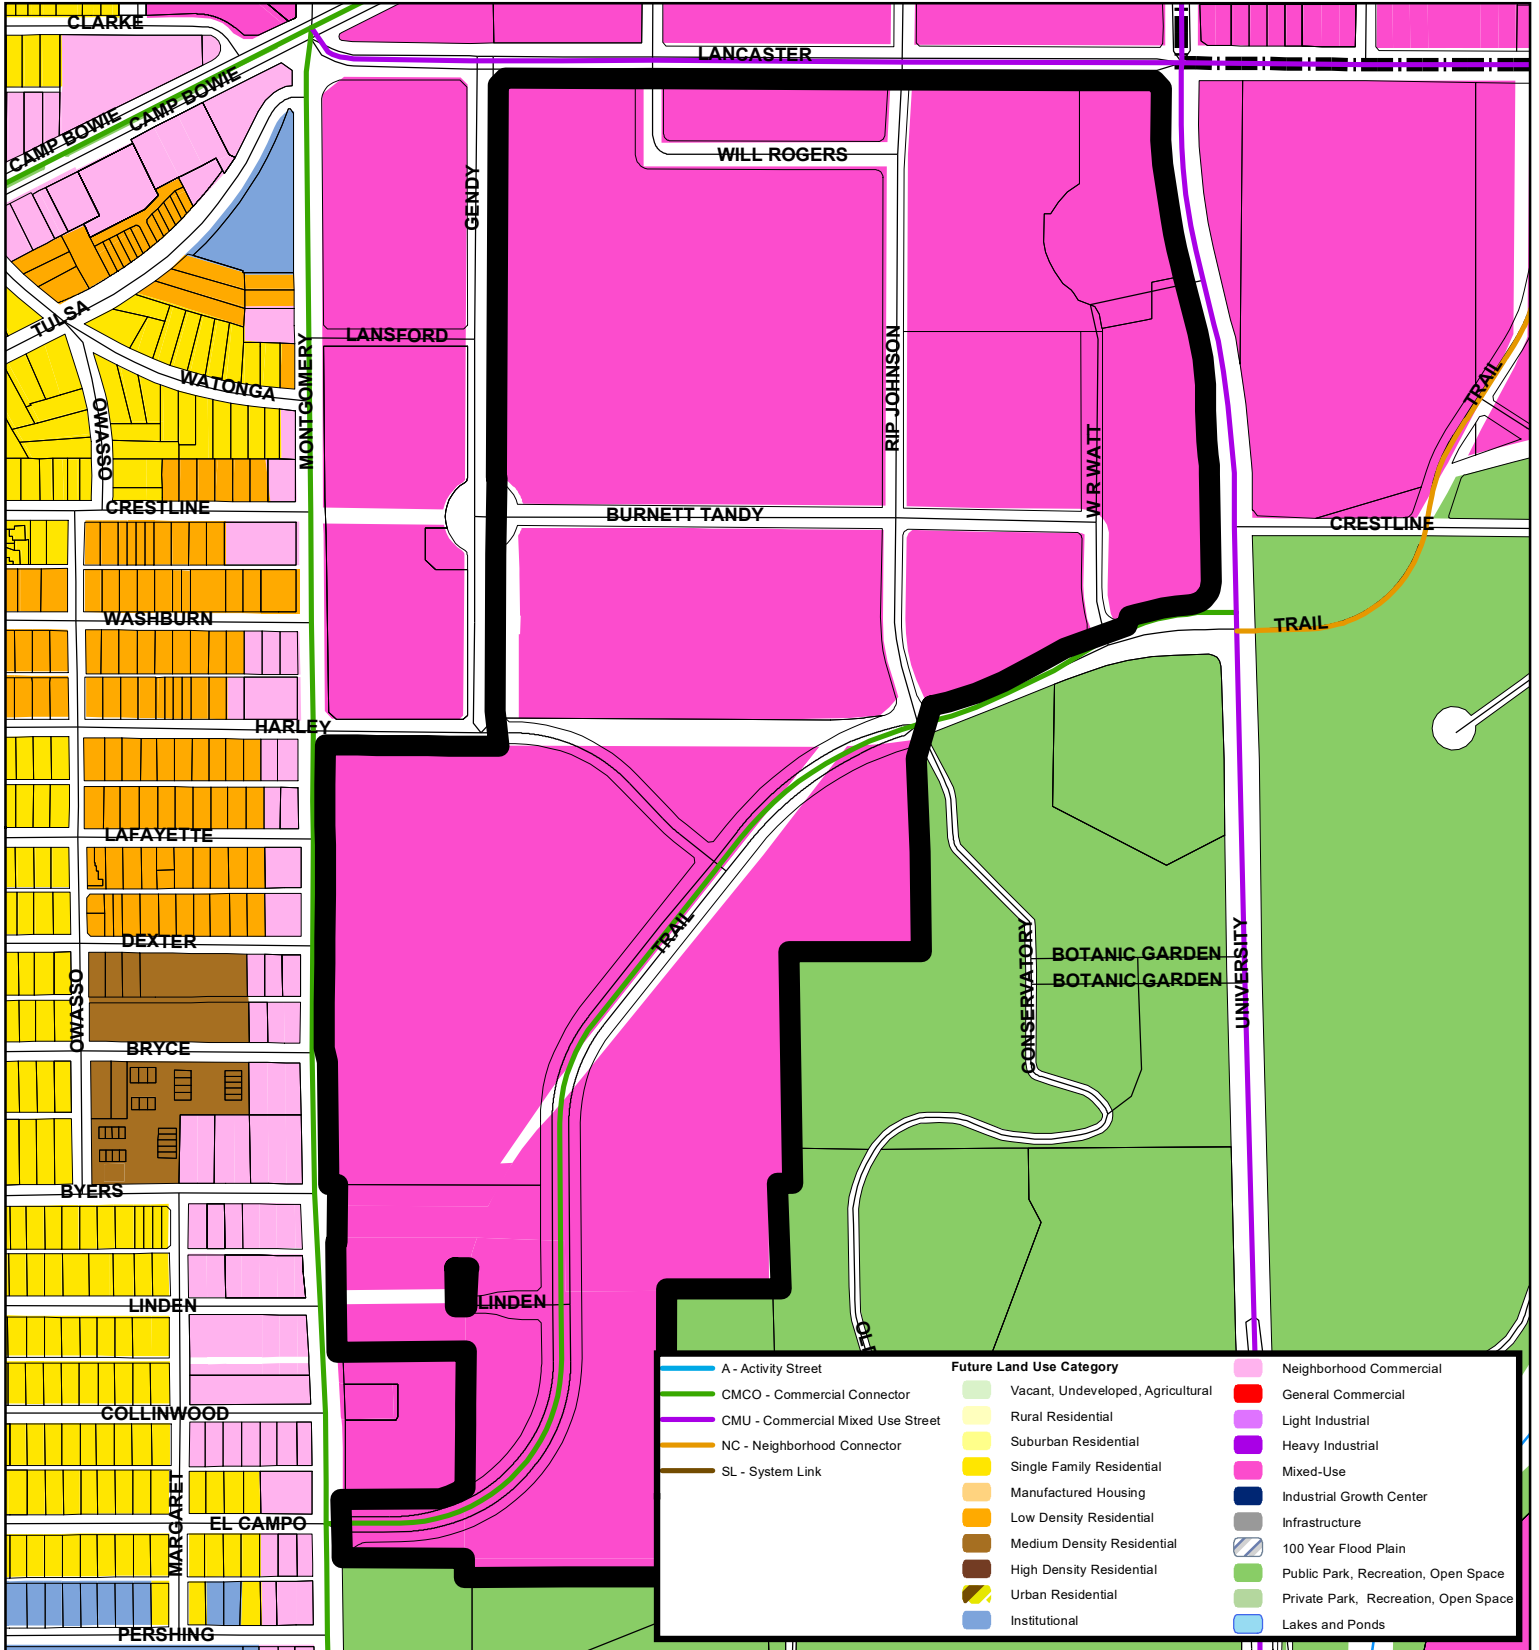 CLARKE
LANCASTER
CAMP BOWIE
CAMP BOWIE
WILL ROGERS
GENDY
TULSA
LANSFORD
MONTGOMERY
RIP JOHNSON
WATONGA
TRAIL
OWASSO
W R WATT
CRESTLINE
BURNETT TANDY
CRESTLINE
WASHBURN
TRAIL
HARLEY
LAFAYETTE
TRAIL
DEXTER
CONSERVATORY
BOTANIC GARDEN
BOTANIC GARDEN
UNIVERSITY
OWASSO
BRYCE
BYERS
LINDEN
LINDEN
COLLINWOOD
MARGARET
EL CAMPO
PERSHING
A - Activity Street
CMCO - Commercial Connector
CMU - Commercial Mixed Use Street
NC - Neighborhood Connector
SL - System Link
Future Land Use Category
Vacant, Undeveloped, Agricultural
Rural Residential
Suburban Residential
Single Family Residential
Manufactured Housing
Low Density Residential
Medium Density Residential
High Density Residential
Urban Residential
Institutional
Neighborhood Commercial
General Commercial
Light Industrial
Heavy Industrial
Mixed-Use
Industrial Growth Center
Infrastructure
100 Year Flood Plain
Public Park, Recreation, Open Space
Private Park, Recreation, Open Space
Lakes and Ponds